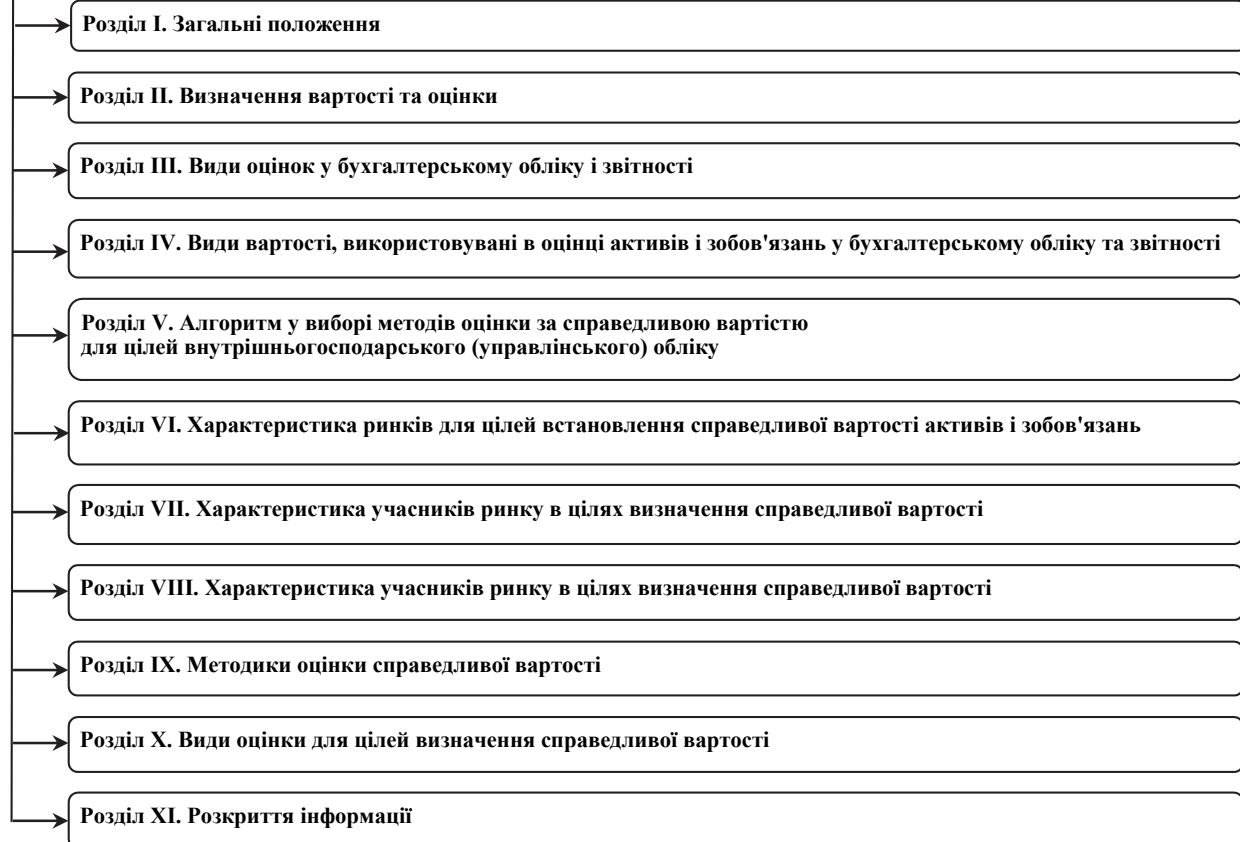 Розділ І. Загальні положення
Розділ ІІ. Визначення вартості та оцінки
Розділ ІІІ. Види оцінок у бухгалтерському обліку і звітності
Розділ IV. Види вартості, використовувані в оцінці активів і зобов'язань у бухгалтерському обліку та звітності
Розділ V. Алгоритм у виборі методів оцінки за справедливою вартістю
для цілей внутрішньогосподарського (управлінського) обліку
Розділ VI. Характеристика ринків для цілей встановлення справедливої вартості активів і зобов'язань
Розділ VII. Характеристика учасників ринку в цілях визначення справедливої вартості
Розділ VIII. Характеристика учасників ринку в цілях визначення справедливої вартості
Розділ IX. Методики оцінки справедливої вартості
Розділ X. Види оцінки для цілей визначення справедливої вартості
Розділ XI. Розкриття інформації